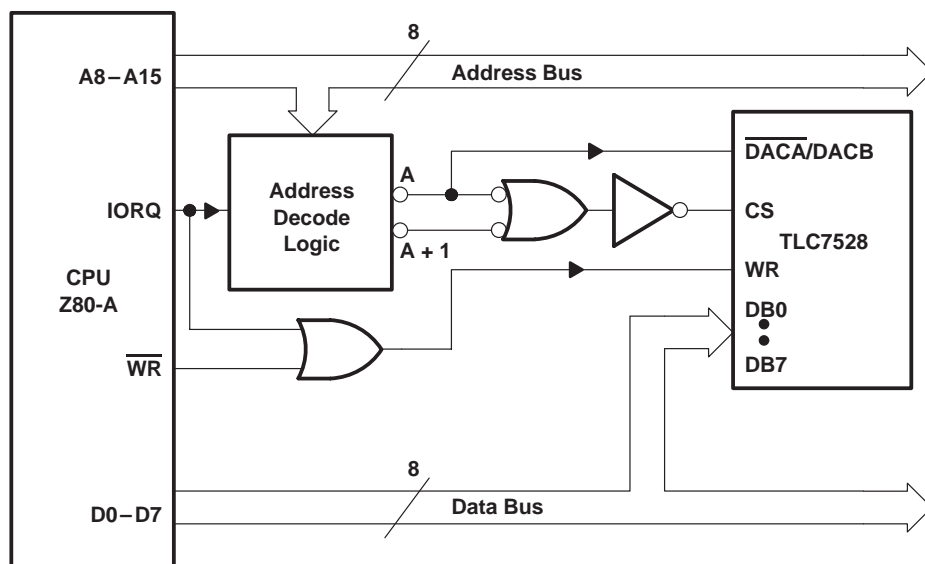 8
A8–A15
Address Bus
A
DACA/DACB
Address
Decode
Logic
IORQ
CS
A + 1
TLC7528
CPU
Z80-A
WR
DB0
WR
DB7
8
D0–D7
Data Bus